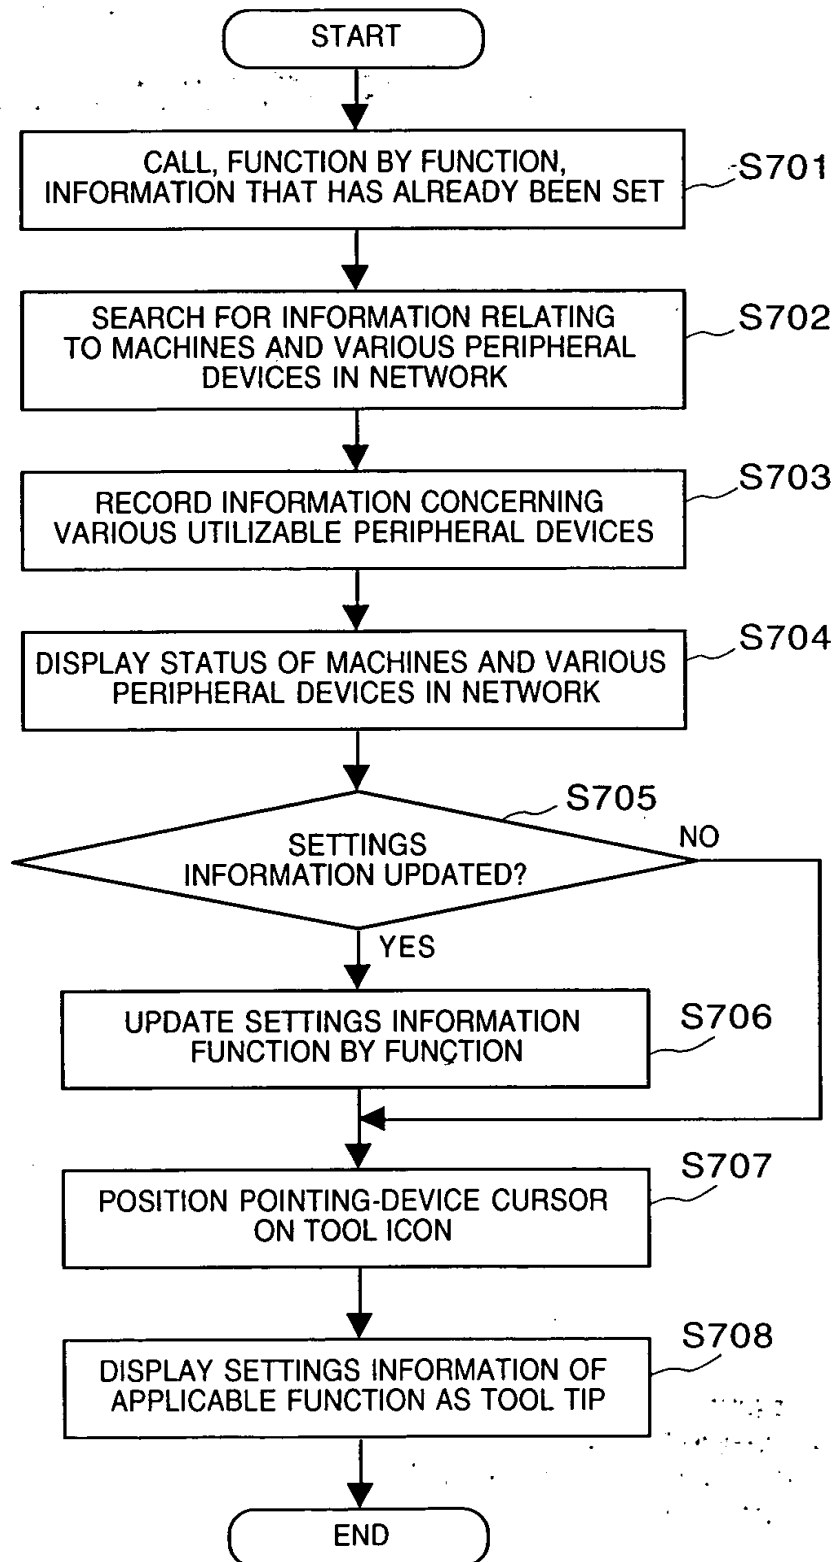 START
CALL, FUNCTION BY FUNCTION,
INFORMATION THAT HAS ALREADY BEEN SET
S701
SEARCH FOR INFORMATION RELATING
TO MACHINES AND VARIOUS PERIPHERAL
DEVICES IN NETWORK
S702
RECORD INFORMATION CONCERNING
VARIOUS UTILIZABLE PERIPHERAL DEVICES
S703
DISPLAY STATUS OF MACHINES AND VARIOUS
PERIPHERAL DEVICES IN NETWORK
S704
S705
SETTINGS
INFORMATION UPDATED?
NO
YES
UPDATE SETTINGS INFORMATION
FUNCTION BY FUNCTION
S706
POSITION POINTING-DEVICE CURSOR
ON TOOL ICON
S707
DISPLAY SETTINGS INFORMATION OF
APPLICABLE FUNCTION AS TOOL TIP
S708
END